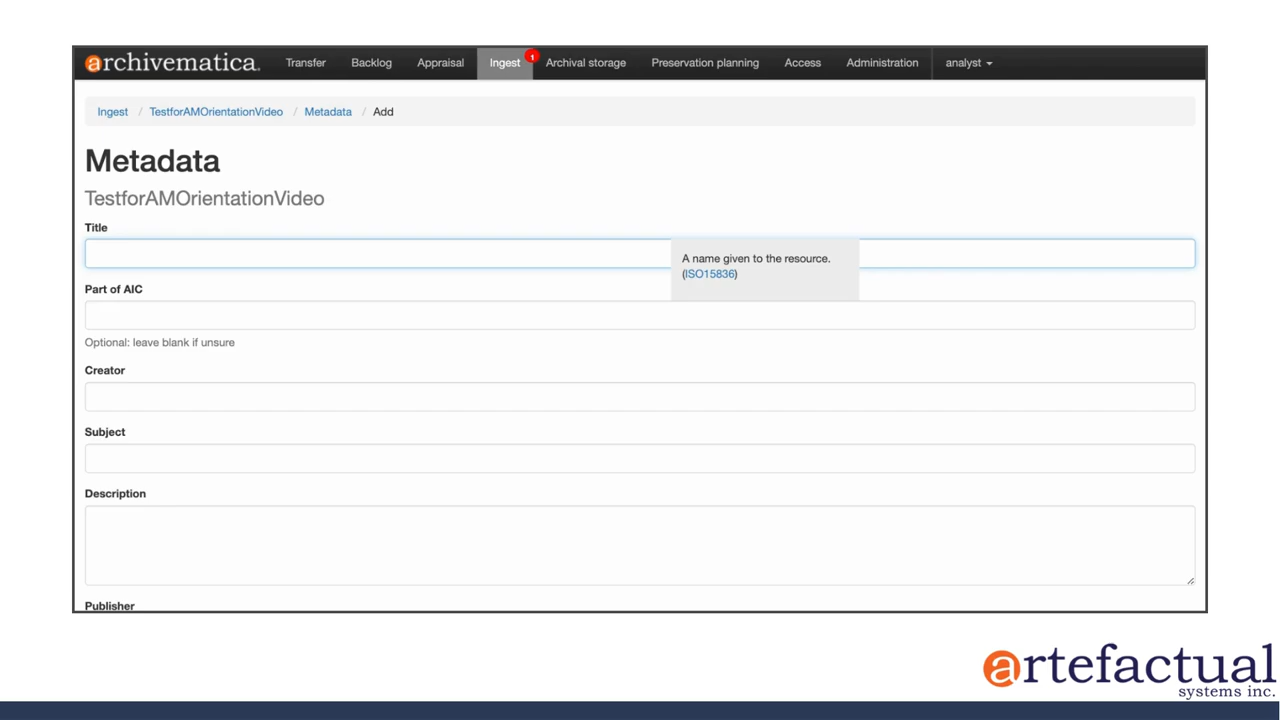 archivematica. Transfer Backlog Appraisal Ingest 1 Archival storage Preservation planning Access Administration analyst
Ingest / TestforAMOrientationVideo / Metadata / Add
Metadata
TestforAMOrientationVideo
Title
A name given to the resource.
(ISO15836)
Part of AIC
Optional: leave blank if unsure
Creator
Subject
Description
Publisher
artefactual
systems inc.